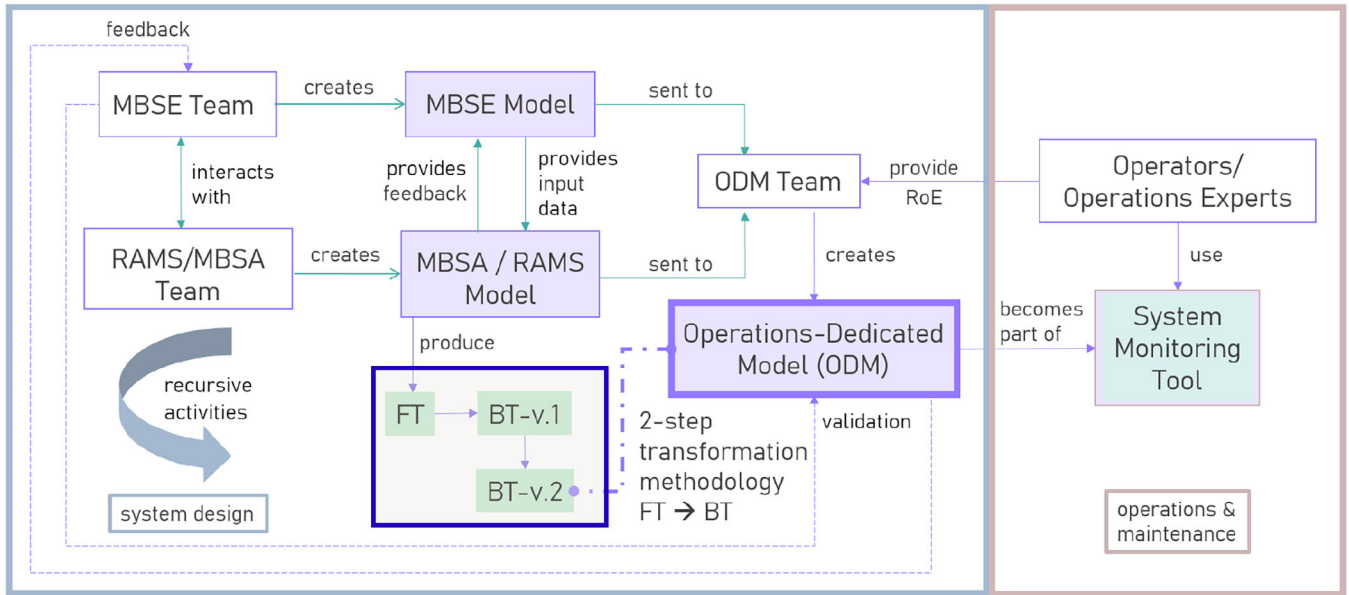 feedback
MBSE Team
creates
MBSE Model
sent to
interacts
with
provides
feedback
provides
input
data
ODM Team
provide
RoE
Operators/
Operations Experts
RAMS/MBSA
Team
creates
MBSA / RAMS
Model
sent to
creates
use
recursive
activities
produce
Operations-Dedicated
Model (ODM)
becomes
part of
System
Monitoring
Tool
FT
BT-v.1
BT-v.2
2-step
transformation
methodology
FT → BT
validation
system design
operations &
maintenance